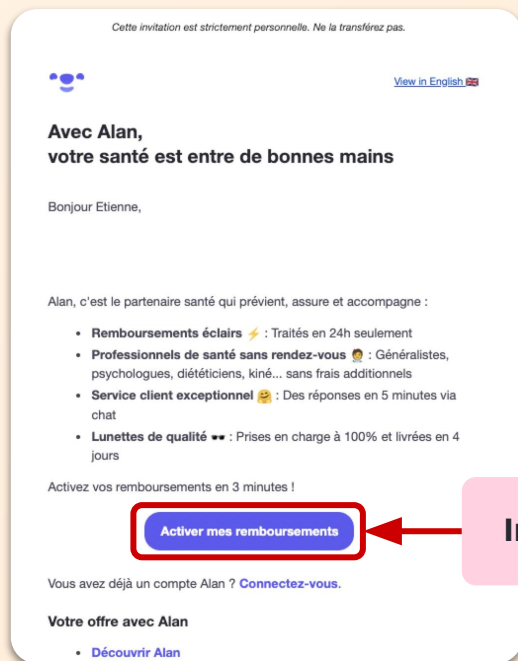 Cette invitation est strictement personnelle. Ne la transférez pas.
View in English 🇬🇧
Avec Alan,
votre santé est entre de bonnes mains
Bonjour Etienne,
Alan, c'est le partenaire santé qui prévient, assure et accompagne :
• Remboursements éclairs ⚡ : Traités en 24h seulement
• Professionnels de santé sans rendez-vous 🧑‍⚕️ : Généralistes,
psychologues, diététiciens, kiné... sans frais additionnels
• Service client exceptionnel 🤗 : Des réponses en 5 minutes via
chat
• Lunettes de qualité 🕶️ : Prises en charge à 100% et livrées en 4
jours
Activez vos remboursements en 3 minutes !
Activer mes remboursements
Vous avez déjà un compte Alan ? Connectez-vous.
Votre offre avec Alan
• Découvrir Alan